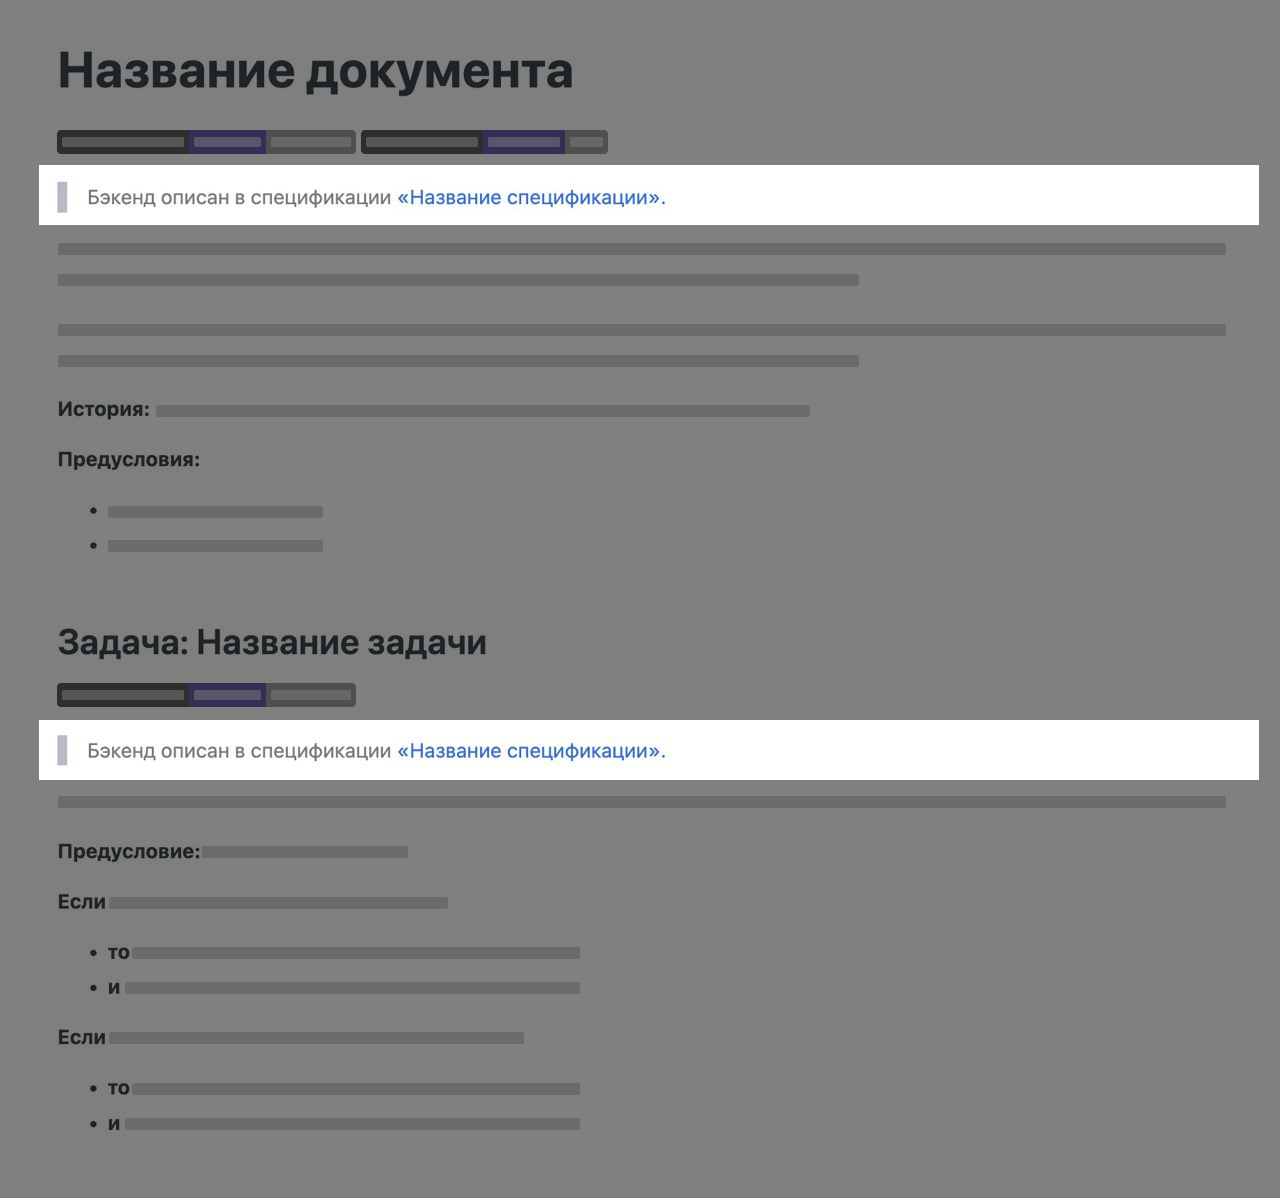 Название документа
Бэкенд описан в спецификации «Название спецификации».
История:
Предусловия:
Задача: Название задачи
Бэкенд описан в спецификации «Название спецификации».
Предусловие:
Если
• то
• и
Если
• то
• и